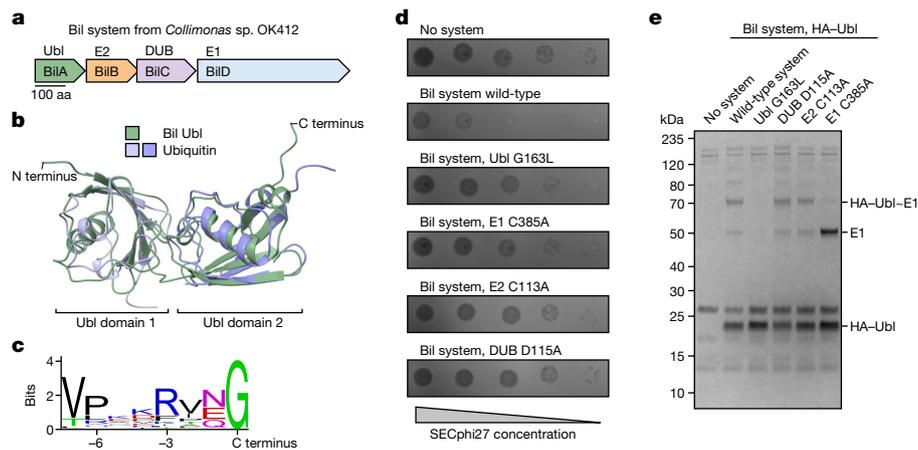 a
Bil system from Collimonas sp. OK412
Ubl E2 DUB E1
BilA BilB BilC BilD
100 aa
b
Bil Ubl
Ubiquitin
C terminus
N terminus
Ubl domain 1 Ubl domain 2
c
Bits
4
2
0
V P R V N G
E
Q
–6 –3 C terminus
d
No system
Bil system wild-type
Bil system, Ubl G163L
Bil system, E1 C385A
Bil system, E2 C113A
Bil system, DUB D115A
SECphi27 concentration
e
Bil system, HA–Ubl
No system
Wild-type system
Ubl G163L
DUB D115A
E2 C113A
E1 C385A
kDa
235
120
80
70
50
40
30
25
15
10
HA–Ubl~E1
E1
HA–Ubl